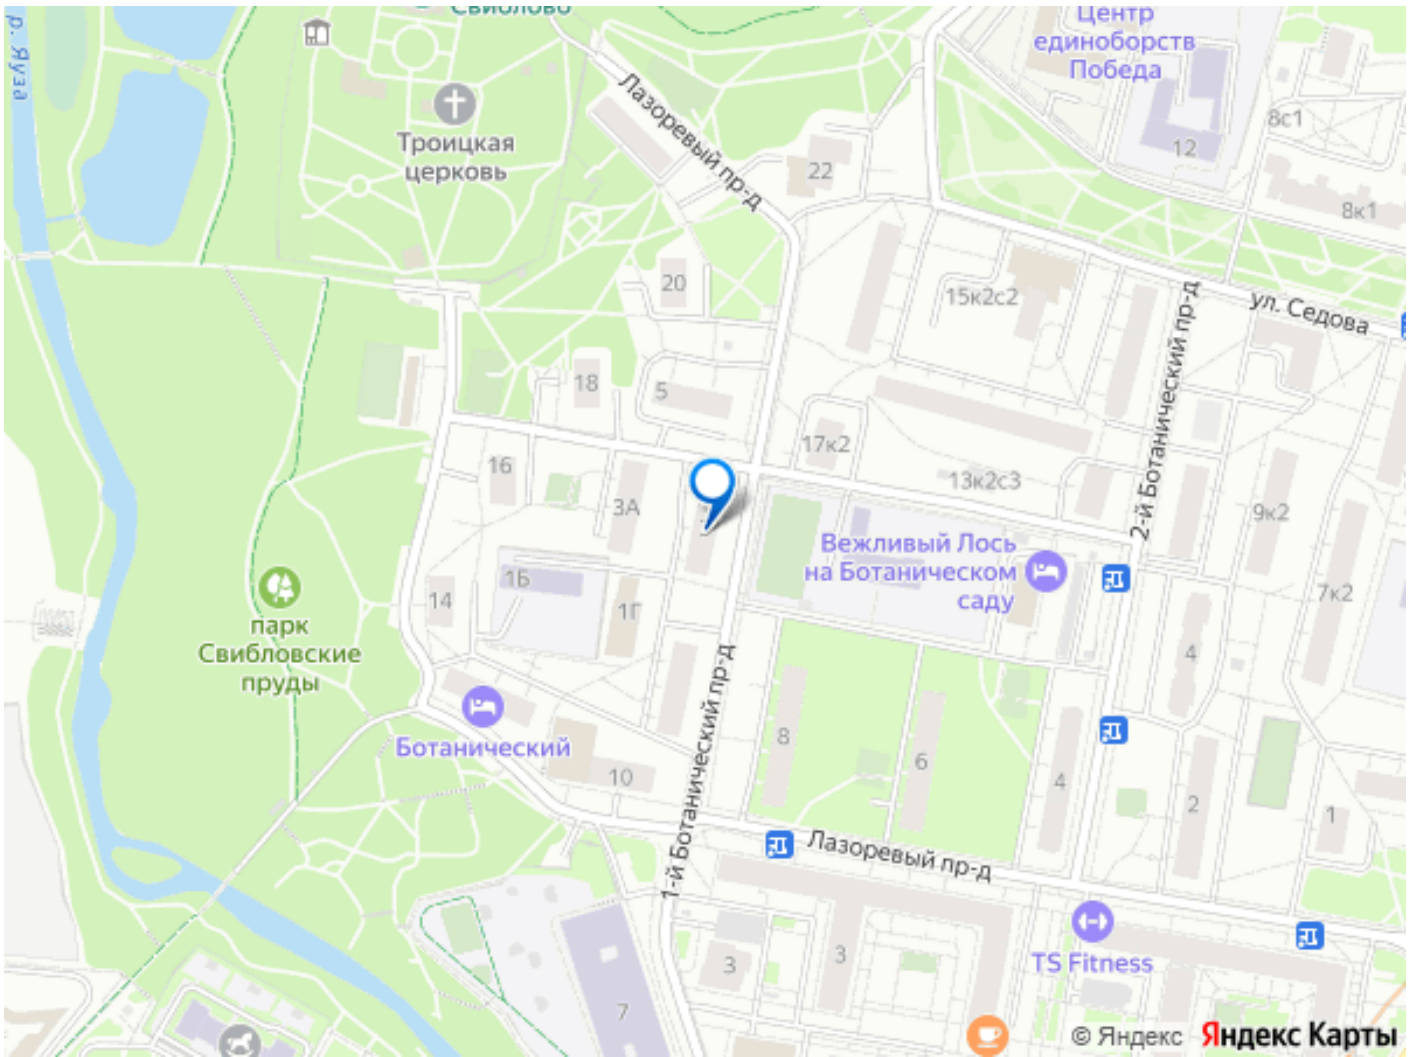 Свиблово
Центр
единоборств
Победа
р. Яуза
Лазоревый пр-д
8с1
12
Троицкая
церковь
22
8к1
20
15к2с2
ул. Седова
2-й Ботанический пр-д
18
5
17к2
16
13к2с3
3А
9к2
Вежливый Лось
на Ботаническом
саду
1Б
14
1Г
7к2
парк
Свибловские
пруды
4
1-й Ботанический пр-д
8
Ботанический
6
10
4
2
1
Лазоревый пр-д
3
3
TS Fitness
7
© Яндекс Яндекс Карты